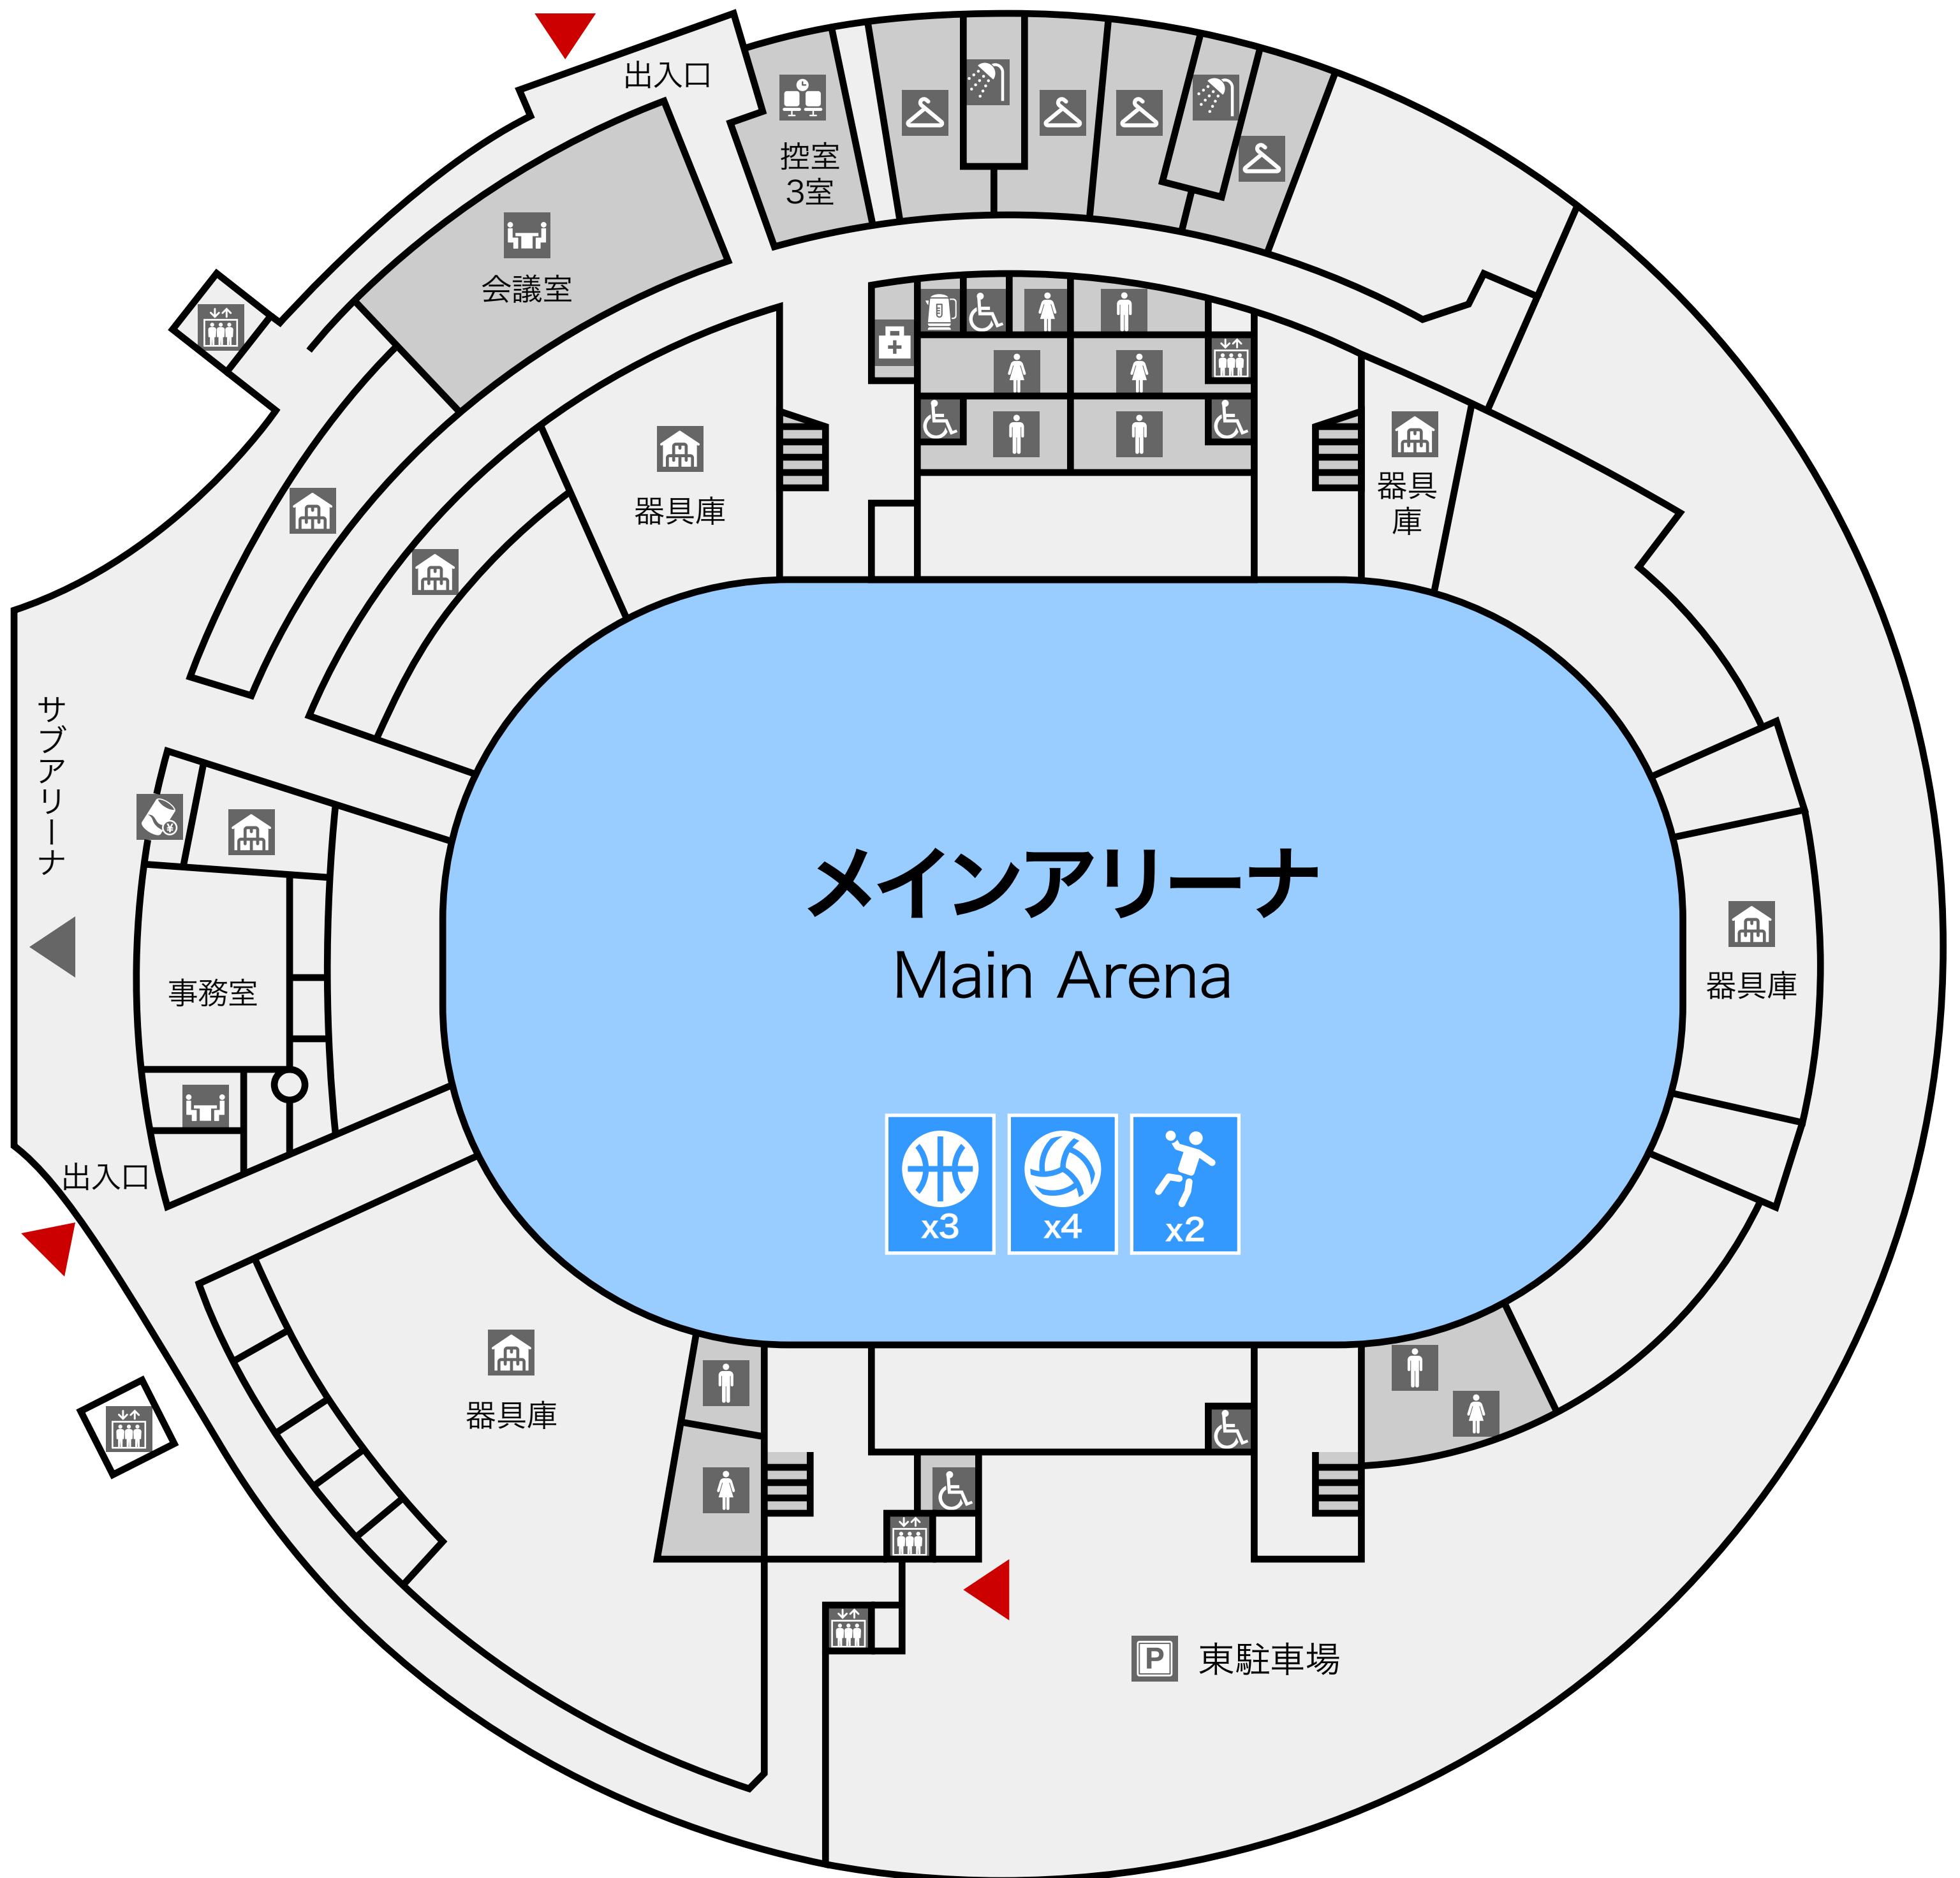 出入口
控室
3室
会議室
器具庫
器具
庫
サブアリーナ
メインアリーナ
Main Arena
器具庫
事務室
¥
出入口
x3
x4
x2
器具庫
P
東駐車場